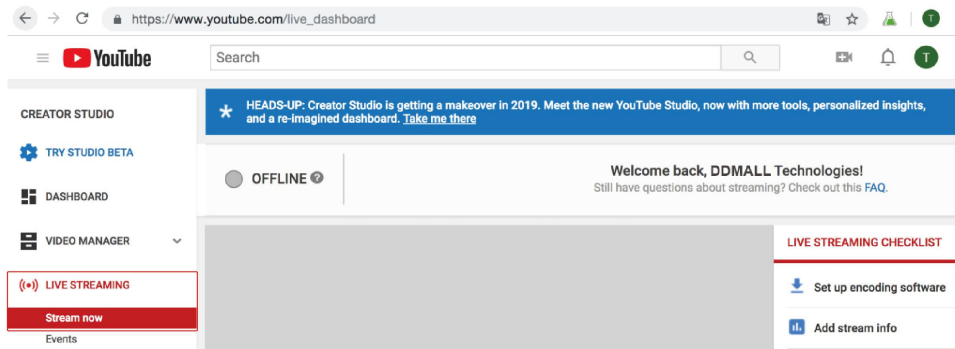 https://www.youtube.com/live_dashboard
T
YouTube
Search
T
CREATOR STUDIO
TRY STUDIO BETA
DASHBOARD
VIDEO MANAGER
LIVE STREAMING
Stream now
Events
HEADS-UP: Creator Studio is getting a makeover in 2019. Meet the new YouTube Studio, now with more tools, personalized insights,
and a re-imagined dashboard. Take me there
OFFLINE ?
Welcome back, DDMALL Technologies!
Still have questions about streaming? Check out this FAQ.
LIVE STREAMING CHECKLIST
Set up encoding software
Add stream info